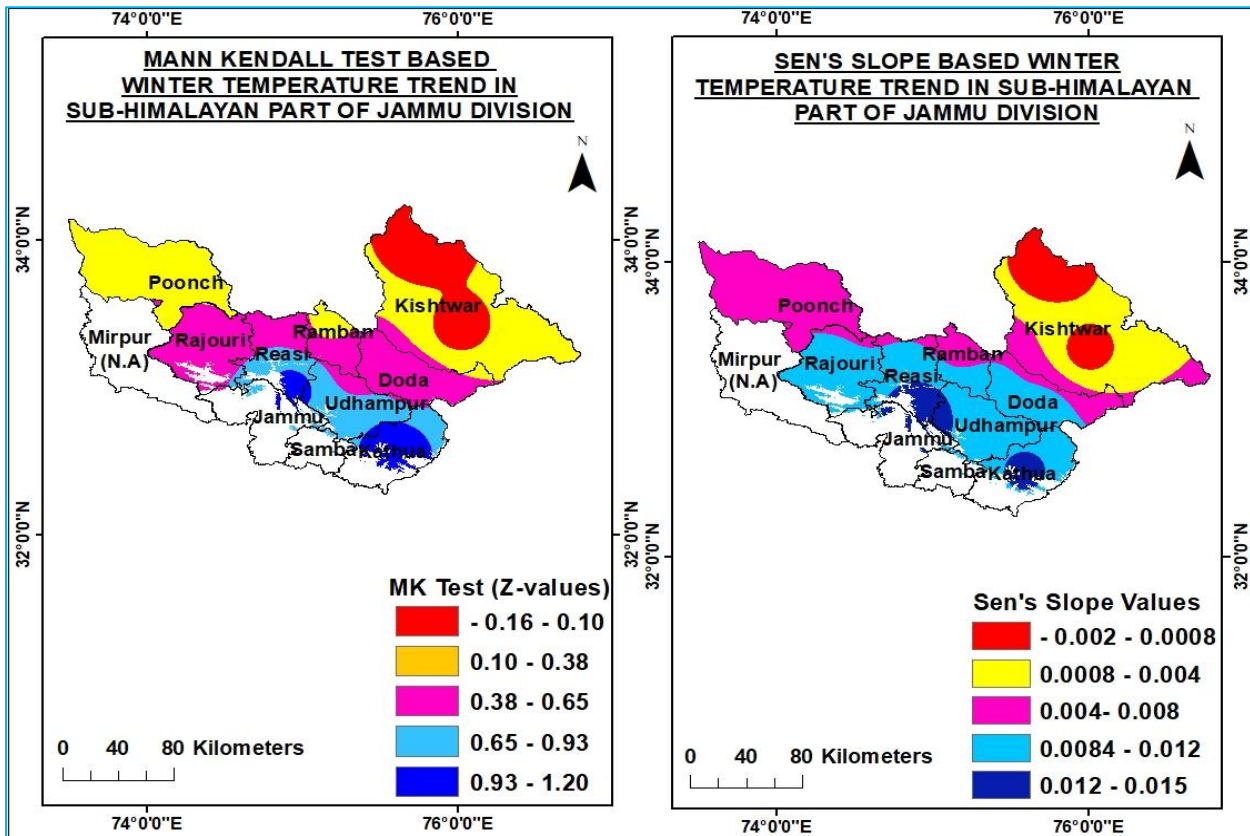 74°0'0"E
76°0'0"E
MANN KENDALL TEST BASED
WINTER TEMPERATURE TREND IN
SUB-HIMALAYAN PART OF JAMMU DIVISION
N
34°0'0"N
34°0'0"N
Poonch
Kishtwar
Mirpur
(N.A)
Rajouri
Ramban
Reasi
Doda
Udhampur
Jammu
Samba
Kathua
32°0'0"N
32°0'0"N
MK Test (Z-values)
- 0.16 - 0.10
0.10 - 0.38
0.38 - 0.65
0.65 - 0.93
0.93 - 1.20
0 40 80 Kilometers
74°0'0"E
76°0'0"E
74°0'0"E
76°0'0"E
SEN'S SLOPE BASED WINTER
TEMPERATURE TREND IN SUB-HIMALAYAN
PART OF JAMMU DIVISION
N
34°0'0"N
Poonch
Kishtwar
Mirpur
(N.A)
Rajouri
Ramban
Reasi
Doda
Udhampur
Jammu
Samba
Kathua
32°0'0"N
Sen's Slope Values
- 0.002 - 0.0008
0.0008 - 0.004
0.004- 0.008
0.0084 - 0.012
0.012 - 0.015
0 40 80 Kilometers
74°0'0"E
76°0'0"E